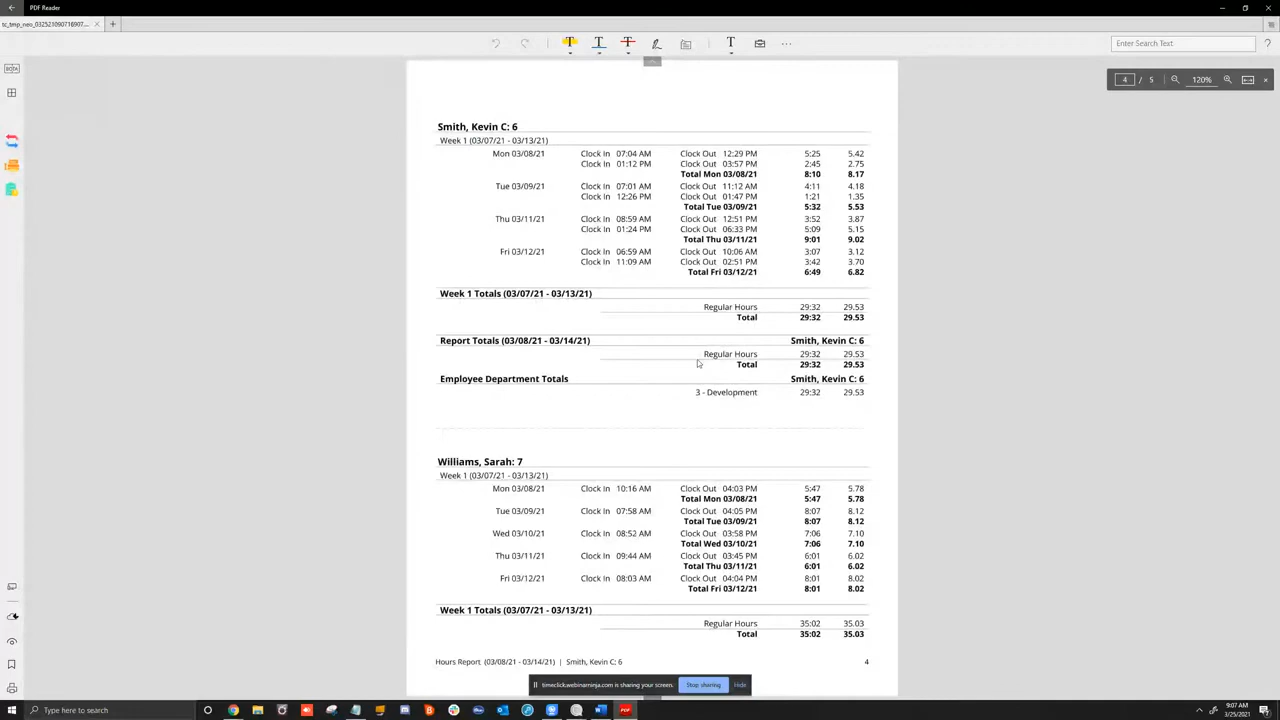 PDF Reader
tc_tmp_neo_032521090716907...
Enter Search Text
4 / 5 120%
Smith, Kevin C: 6
Week 1 (03/07/21 - 03/13/21)
Mon 03/08/21 Clock In 07:04 AM Clock Out 12:29 PM 5:25 5.42
Clock In 01:12 PM Clock Out 03:57 PM 2:45 2.75
Total Mon 03/08/21 8:10 8.17
Tue 03/09/21 Clock In 07:01 AM Clock Out 11:12 AM 4:11 4.18
Clock In 12:26 PM Clock Out 01:47 PM 1:21 1.35
Total Tue 03/09/21 5:32 5.53
Thu 03/11/21 Clock In 08:59 AM Clock Out 12:51 PM 3:52 3.87
Clock In 01:24 PM Clock Out 06:33 PM 5:09 5.15
Total Thu 03/11/21 9:01 9.02
Fri 03/12/21 Clock In 06:59 AM Clock Out 10:06 AM 3:07 3.12
Clock In 11:09 AM Clock Out 02:51 PM 3:42 3.70
Total Fri 03/12/21 6:49 6.82
Week 1 Totals (03/07/21 - 03/13/21)
Regular Hours 29:32 29.53
Total 29:32 29.53
Report Totals (03/08/21 - 03/14/21) Smith, Kevin C: 6
Regular Hours 29:32 29.53
Total 29:32 29.53
Employee Department Totals Smith, Kevin C: 6
3 - Development 29:32 29.53
Williams, Sarah: 7
Week 1 (03/07/21 - 03/13/21)
Mon 03/08/21 Clock In 10:16 AM Clock Out 04:03 PM 5:47 5.78
Total Mon 03/08/21 5:47 5.78
Tue 03/09/21 Clock In 07:58 AM Clock Out 04:05 PM 8:07 8.12
Total Tue 03/09/21 8:07 8.12
Wed 03/10/21 Clock In 08:52 AM Clock Out 03:58 PM 7:06 7.10
Total Wed 03/10/21 7:06 7.10
Thu 03/11/21 Clock In 09:44 AM Clock Out 03:45 PM 6:01 6.02
Total Thu 03/11/21 6:01 6.02
Fri 03/12/21 Clock In 08:03 AM Clock Out 04:04 PM 8:01 8.02
Total Fri 03/12/21 8:01 8.02
Week 1 Totals (03/07/21 - 03/13/21)
Regular Hours 35:02 35.03
Total 35:02 35.03
Hours Report (03/08/21 - 03/14/21) | Smith, Kevin C: 6 4
timeclick.webinarninja.com is sharing your screen. Stop sharing Hide
Type here to search
9:07 AM
3/25/2021